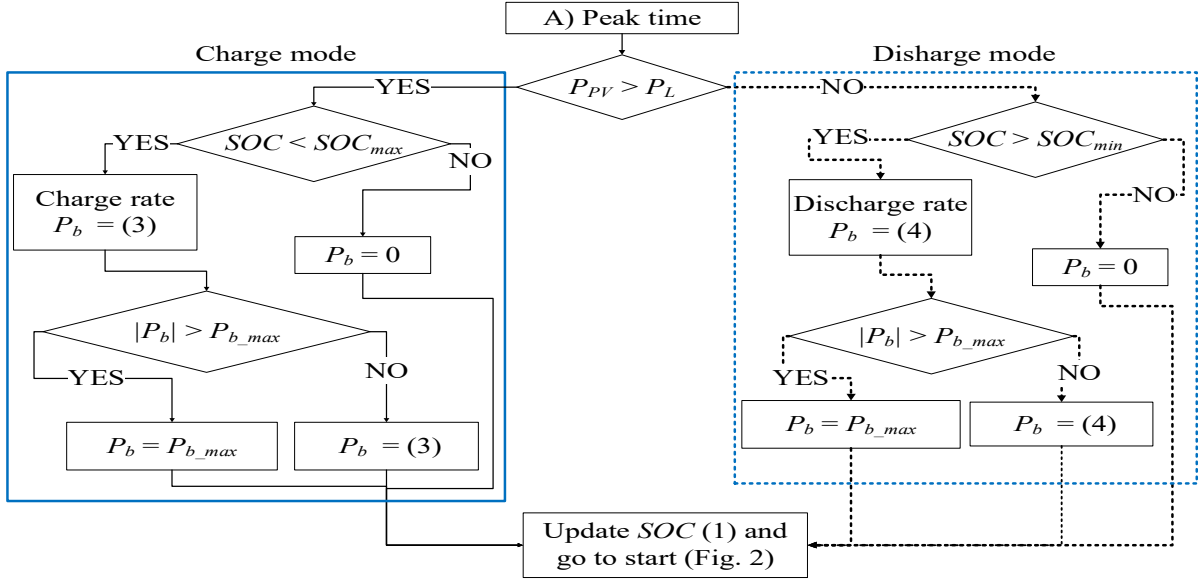 A) Peak time
Charge mode
Disharge mode
P_PV > P_L
YES
NO
SOC < SOC_max
YES
NO
Charge rate
P_b = (3)
P_b = 0
|P_b| > P_b_max
YES
NO
P_b = P_b_max
P_b = (3)
SOC > SOC_min
YES
NO
Discharge rate
P_b = (4)
P_b = 0
|P_b| > P_b_max
YES
NO
P_b = P_b_max
P_b = (4)
Update SOC (1) and
go to start (Fig. 2)